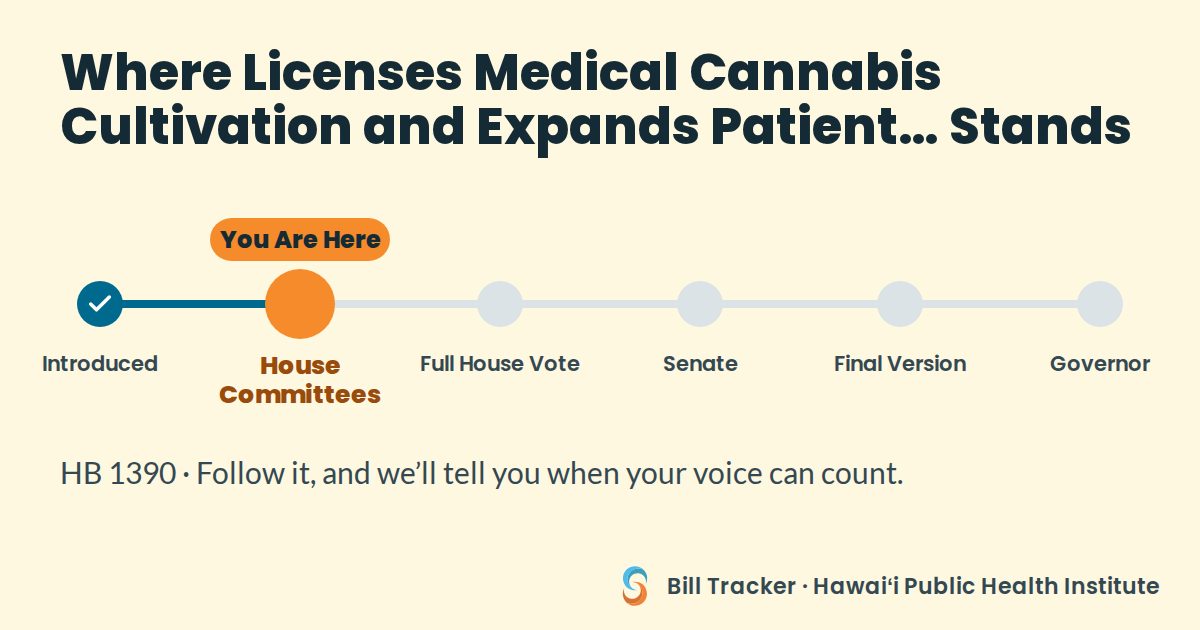 Where Licenses Medical Cannabis
Cultivation and Expands Patient... Stands
You Are Here
Introduced
House
Committees
Full House Vote
Senate
Final Version
Governor
HB 1390 · Follow it, and we’ll tell you when your voice can count.
Bill Tracker · Hawaiʻi Public Health Institute